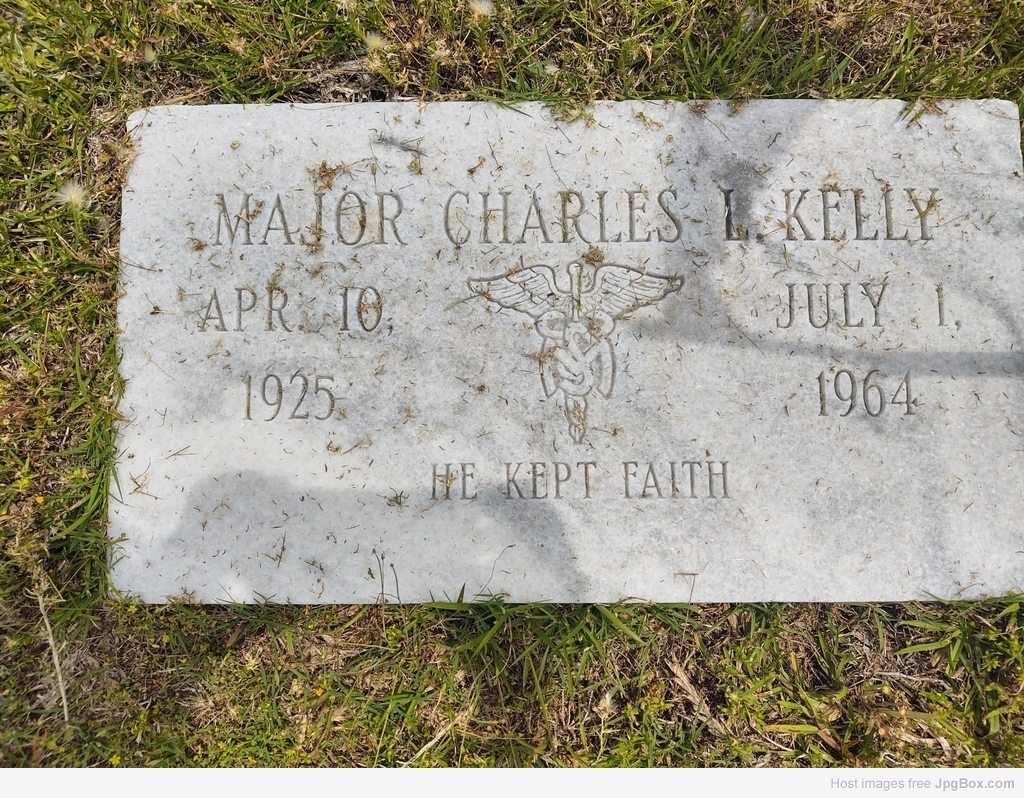 MAJOR CHARLES L. KELLY
APR. 10, JULY 1,
1925 1964
HE KEPT FAITH
Host images free JpgBox.com